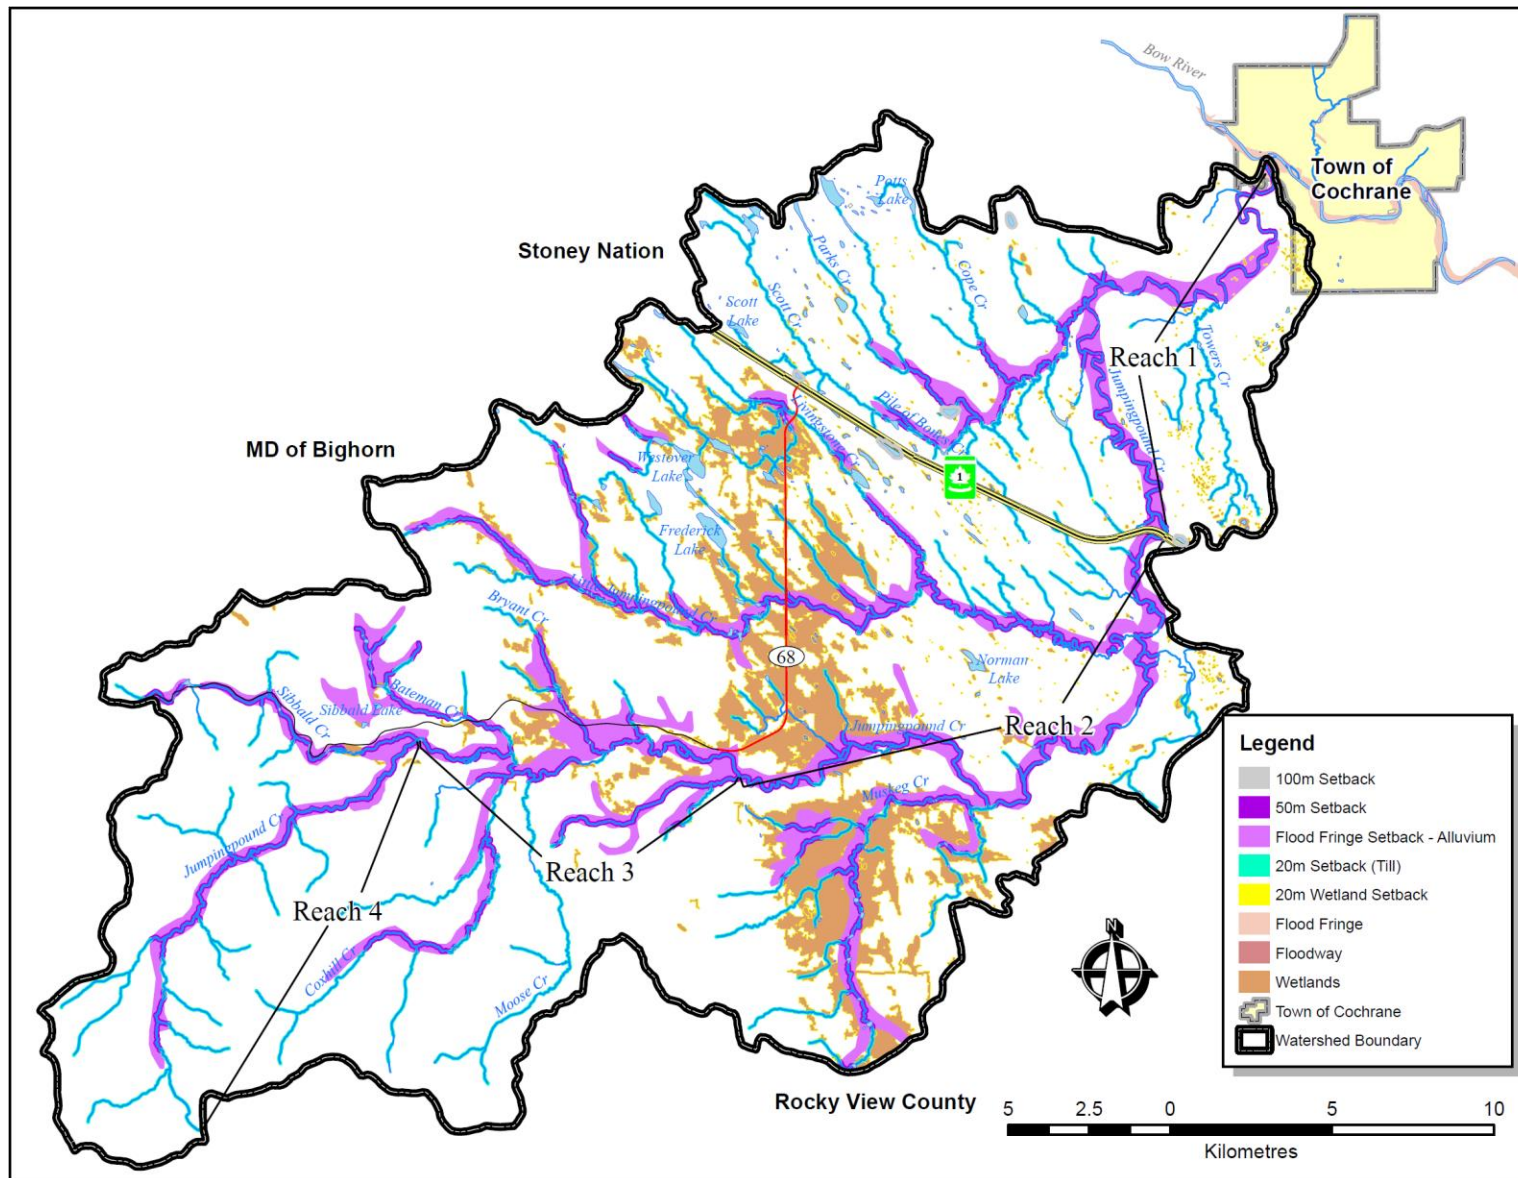 Bow River
Town of
Cochrane
Potts
Lake
Stoney Nation
Parks Cr
Scott Cr
Cope Cr
Scott
Lake
Towers Cr
Reach 1
Jumpingpound Cr
Livingstone Cr
Pile of Bones Cr
MD of Bighorn
Westover
Lake
1
Frederick
Lake
Little Jumpingpound Cr
Bryant Cr
68
Norman
Lake
Sibbald Cr
Bateman Cr
Sibbald Lake
Jumpingpound Cr
Reach 2
Muskeg Cr
Jumpingpound Cr
Reach 3
Reach 4
Coxhill Cr
Moose Cr
Rocky View County
Legend
100m Setback
50m Setback
Flood Fringe Setback - Alluvium
20m Setback (Till)
20m Wetland Setback
Flood Fringe
Floodway
Wetlands
Town of Cochrane
Watershed Boundary
N
5 2.5 0 5 10
Kilometres